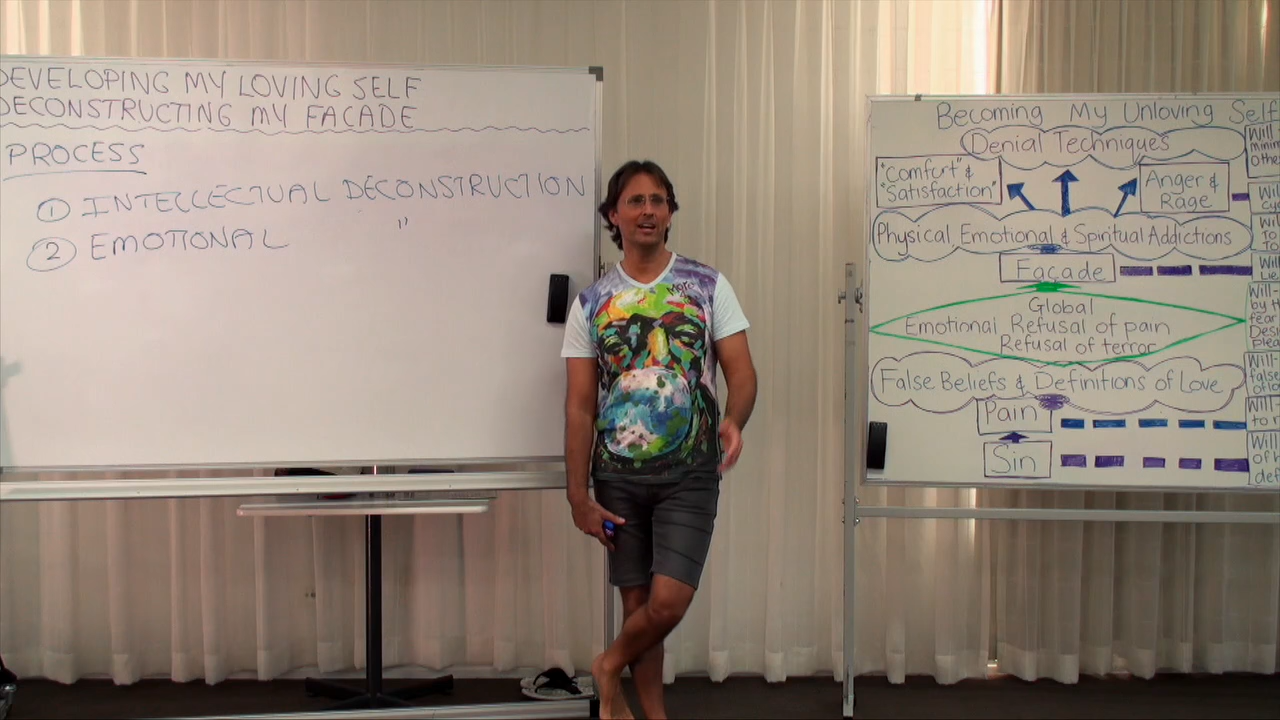 DEVELOPING MY LOVING SELF
DECONSTRUCTING MY FACADE
PROCESS
① INTELLECTUAL DECONSTRUCTION
② EMOTIONAL "
Becoming My Unloving Self
Denial Techniques
"Comfort" &
"Satisfaction"
Anger &
Rage
Physical, Emotional & Spiritual Addictions
Façade
Global
Emotional Refusal of pain
Refusal of terror
False Beliefs & Definitions of Love
Pain
Sin
Will